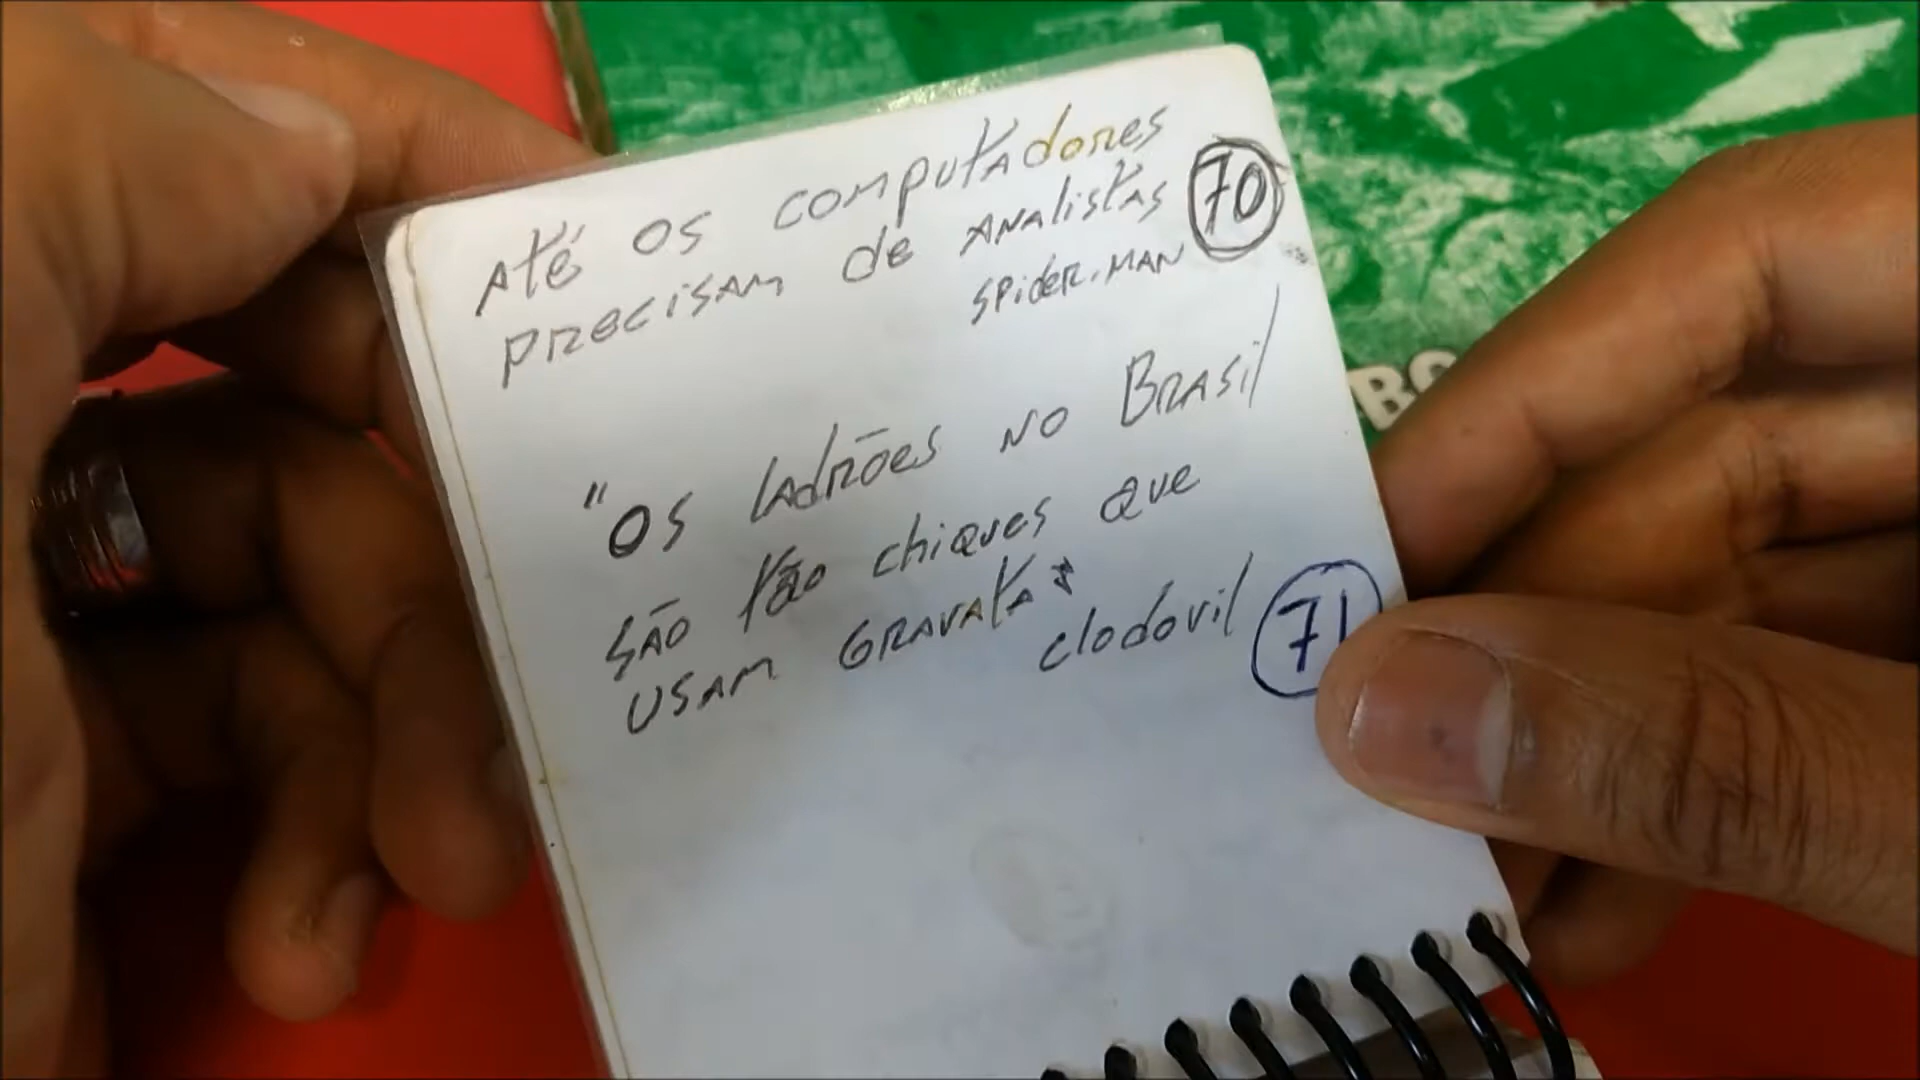 Até os computadores
precisam de analistas 70
Spider-man
"Os ladrões no Brasil
são tão chiques que
usam gravata"
clodovil 71